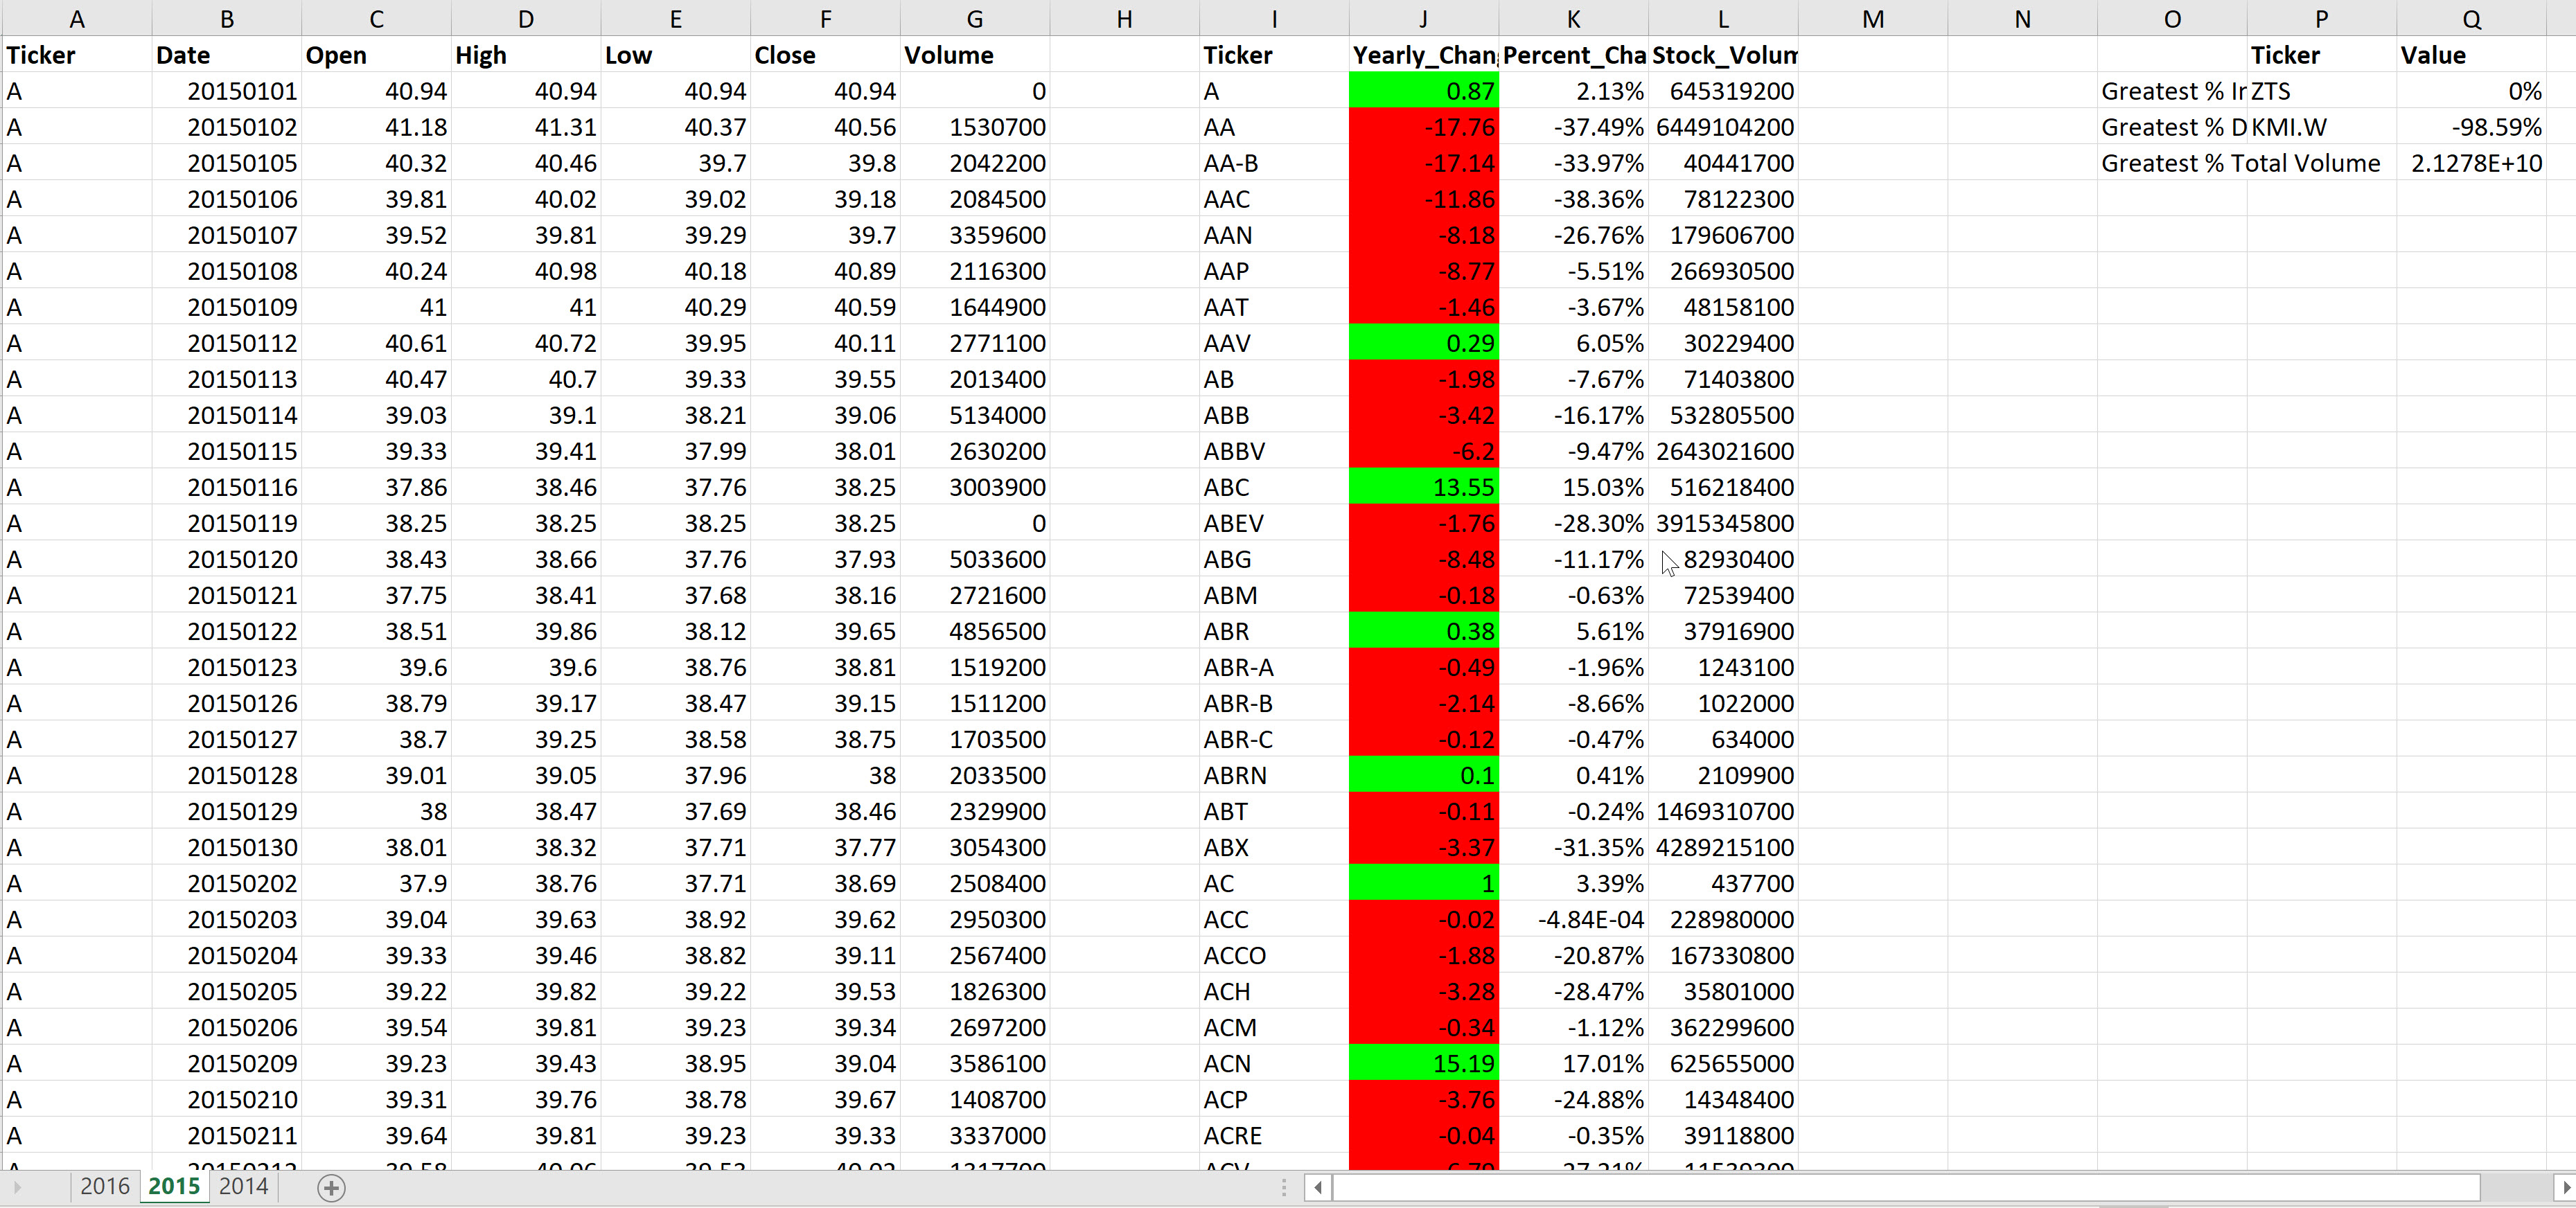 A B C D E F G H I J K L M N O P Q
Ticker Date Open High Low Close Volume Ticker Yearly_Chan Percent_Cha Stock_Volum Ticker Value
A 20150101 40.94 40.94 40.94 40.94 0 A 0.87 2.13% 645319200 Greatest % Ir ZTS 0%
A 20150102 41.18 41.31 40.37 40.56 1530700 AA -17.76 -37.49% 6449104200 Greatest % D KMI.W -98.59%
A 20150105 40.32 40.46 39.7 39.8 2042200 AA-B -17.14 -33.97% 40441700 Greatest % Total Volume 2.1278E+10
A 20150106 39.81 40.02 39.02 39.18 2084500 AAC -11.86 -38.36% 78122300
A 20150107 39.52 39.81 39.29 39.7 3359600 AAN -8.18 -26.76% 179606700
A 20150108 40.24 40.98 40.18 40.89 2116300 AAP -8.77 -5.51% 266930500
A 20150109 41 41 40.29 40.59 1644900 AAT -1.46 -3.67% 48158100
A 20150112 40.61 40.72 39.95 40.11 2771100 AAV 0.29 6.05% 30229400
A 20150113 40.47 40.7 39.33 39.55 2013400 AB -1.98 -7.67% 71403800
A 20150114 39.03 39.1 38.21 39.06 5134000 ABB -3.42 -16.17% 532805500
A 20150115 39.33 39.41 37.99 38.01 2630200 ABBV -6.2 -9.47% 2643021600
A 20150116 37.86 38.46 37.76 38.25 3003900 ABC 13.55 15.03% 516218400
A 20150119 38.25 38.25 38.25 38.25 0 ABEV -1.76 -28.30% 3915345800
A 20150120 38.43 38.66 37.76 37.93 5033600 ABG -8.48 -11.17% 82930400
A 20150121 37.75 38.41 37.68 38.16 2721600 ABM -0.18 -0.63% 72539400
A 20150122 38.51 39.86 38.12 39.65 4856500 ABR 0.38 5.61% 37916900
A 20150123 39.6 39.6 38.76 38.81 1519200 ABR-A -0.49 -1.96% 1243100
A 20150126 38.79 39.17 38.47 39.15 1511200 ABR-B -2.14 -8.66% 1022000
A 20150127 38.7 39.25 38.58 38.75 1703500 ABR-C -0.12 -0.47% 634000
A 20150128 39.01 39.05 37.96 38 2033500 ABRN 0.1 0.41% 2109900
A 20150129 38 38.47 37.69 38.46 2329900 ABT -0.11 -0.24% 1469310700
A 20150130 38.01 38.32 37.71 37.77 3054300 ABX -3.37 -31.35% 4289215100
A 20150202 37.9 38.76 37.71 38.69 2508400 AC 1 3.39% 437700
A 20150203 39.04 39.63 38.92 39.62 2950300 ACC -0.02 -4.84E-04 228980000
A 20150204 39.33 39.46 38.82 39.11 2567400 ACCO -1.88 -20.87% 167330800
A 20150205 39.22 39.82 39.22 39.53 1826300 ACH -3.28 -28.47% 35801000
A 20150206 39.54 39.81 39.23 39.34 2697200 ACM -0.34 -1.12% 362299600
A 20150209 39.23 39.43 38.95 39.04 3586100 ACN 15.19 17.01% 625655000
A 20150210 39.31 39.76 38.78 39.67 1408700 ACP -3.76 -24.88% 14348400
A 20150211 39.64 39.81 39.23 39.33 3337000 ACRE -0.04 -0.35% 39118800
2016 2015 2014